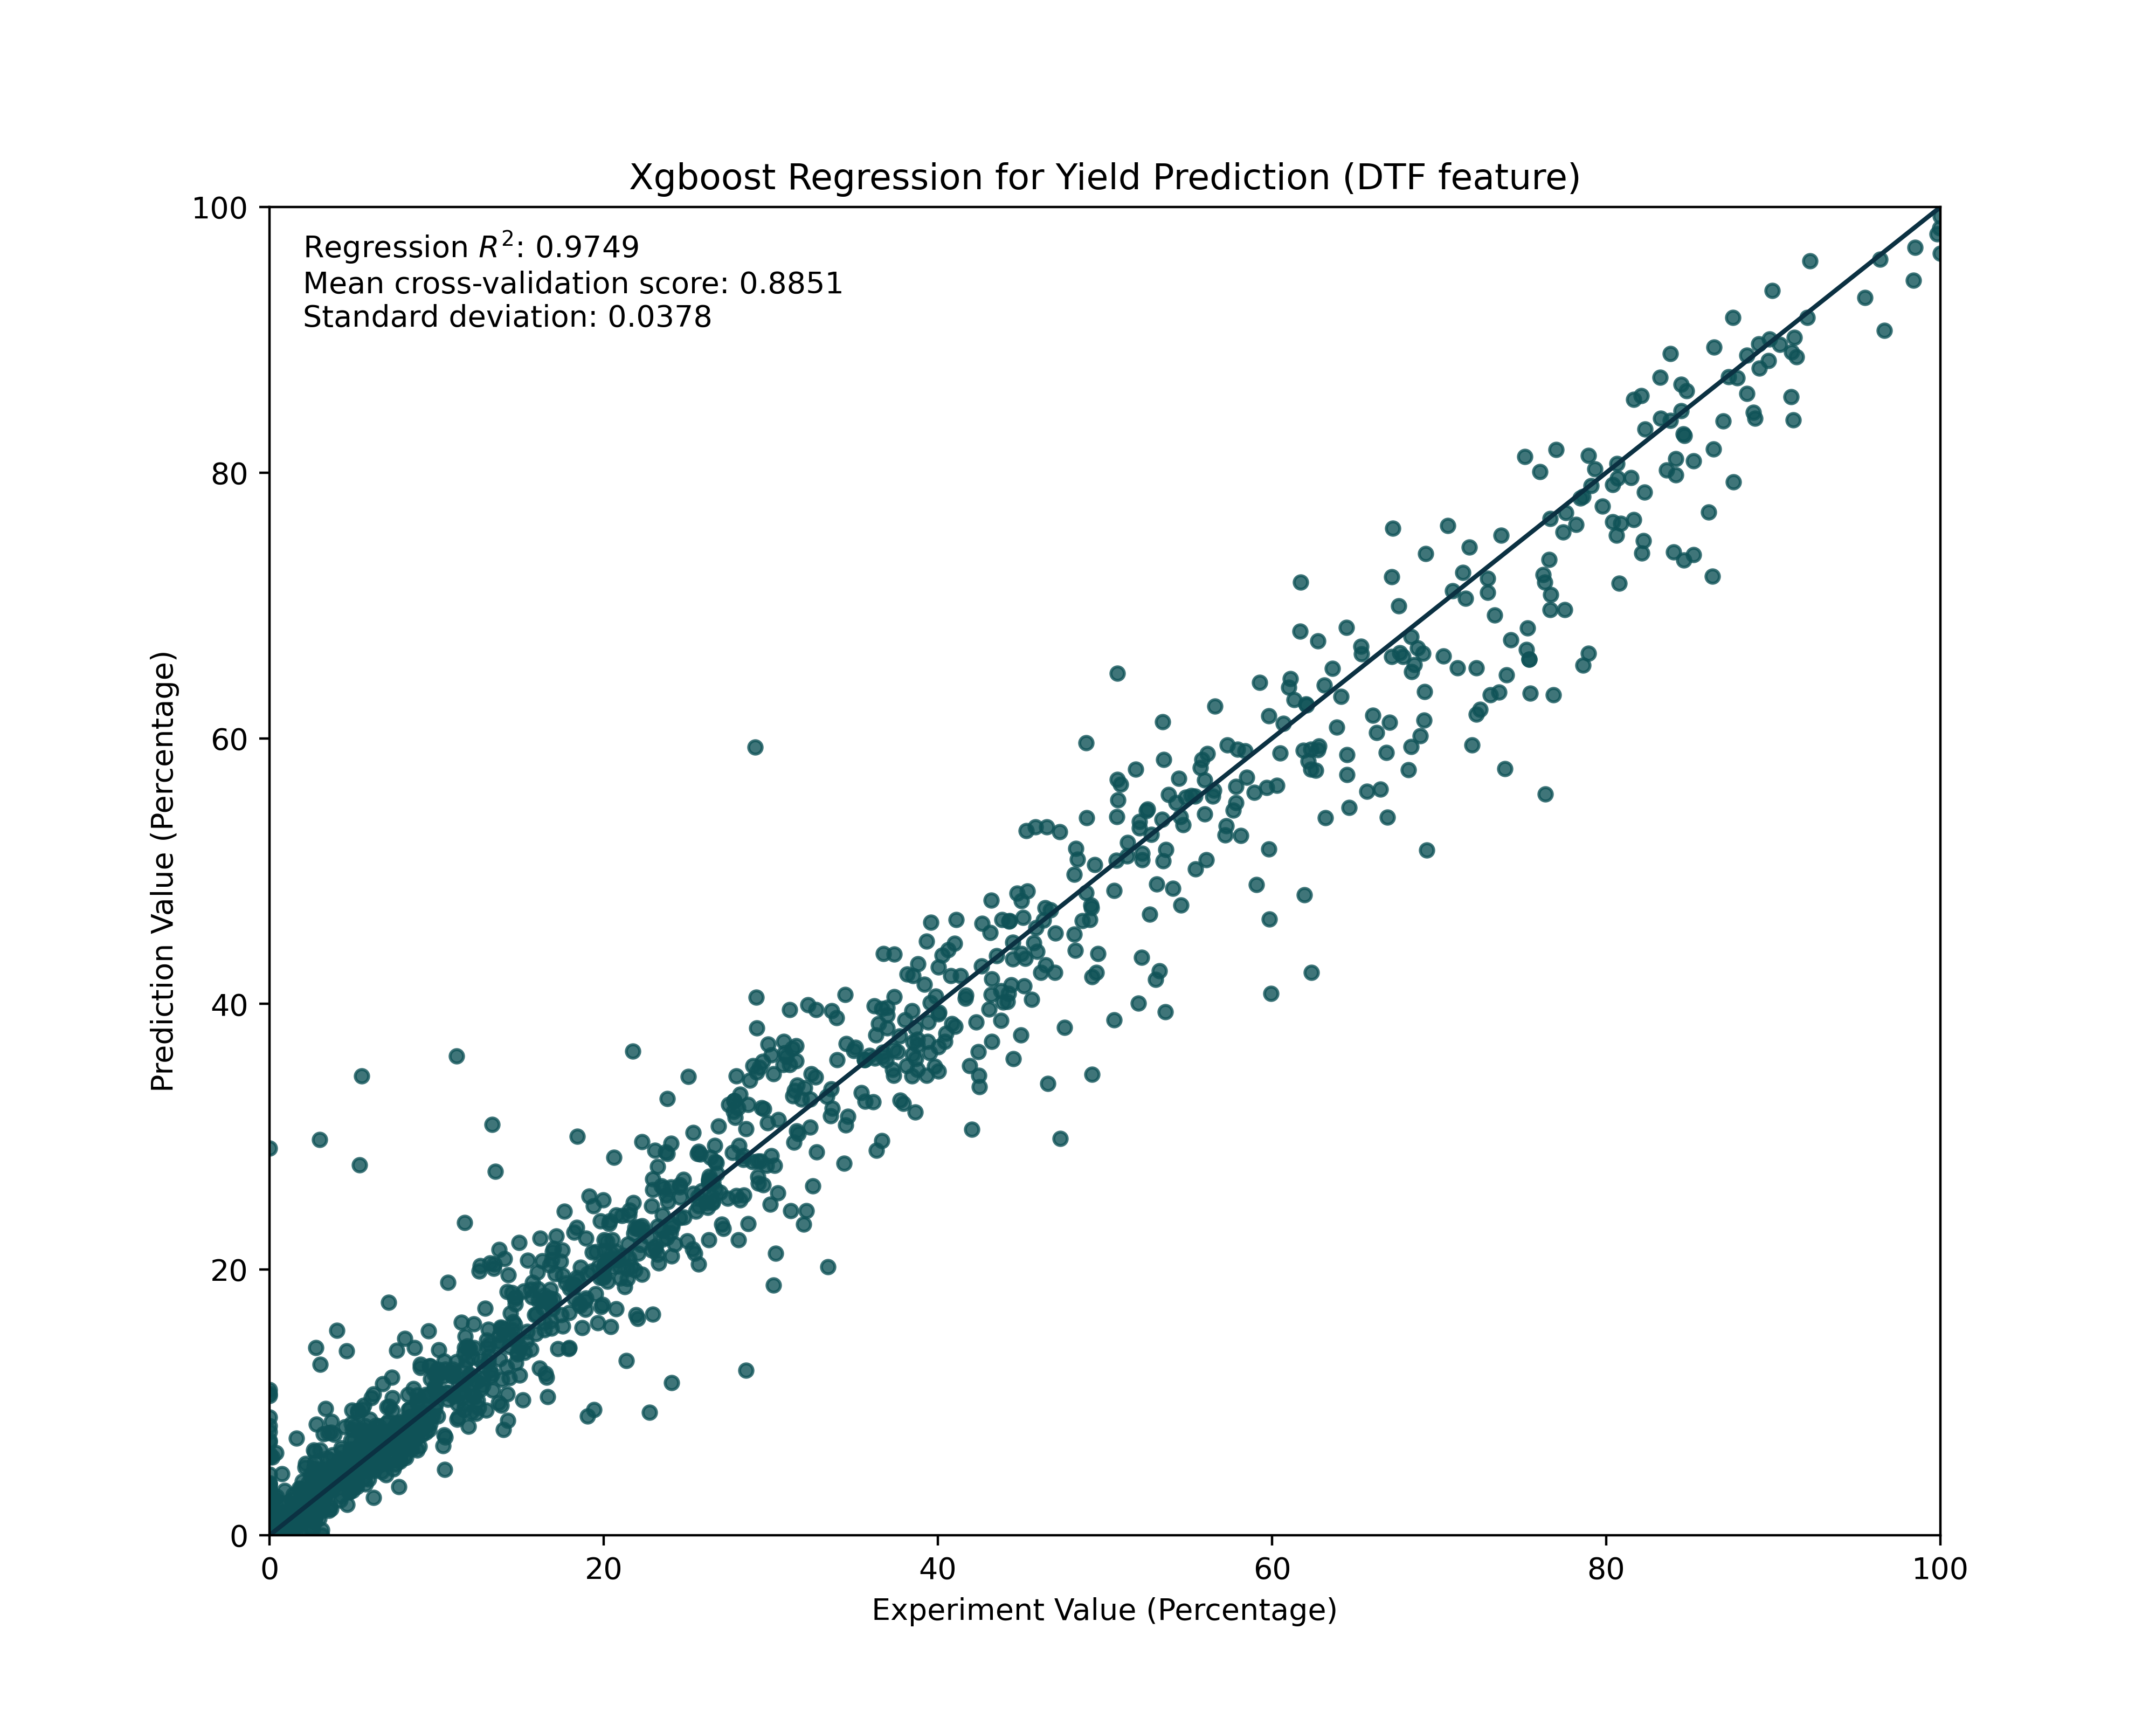 Xgboost Regression for Yield Prediction (DTF feature)
Regression R²: 0.9749
Mean cross-validation score: 0.8851
Standard deviation: 0.0378
100
80
60
40
20
0
Prediction Value (Percentage)
0 20 40 60 80 100
Experiment Value (Percentage)